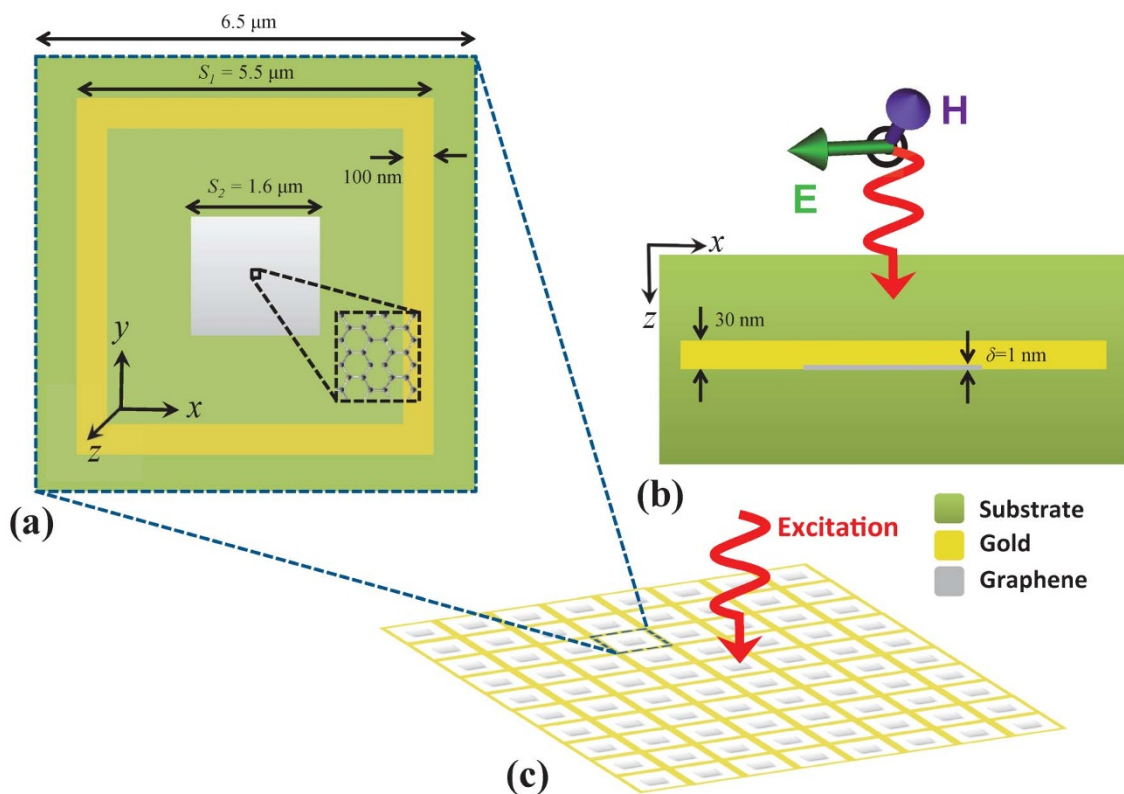 6.5 μm
S1 = 5.5 μm
100 nm
S2 = 1.6 μm
y
x
z
(a)
H
E
x
z
30 nm
δ=1 nm
(b)
Substrate
Gold
Graphene
Excitation
(c)